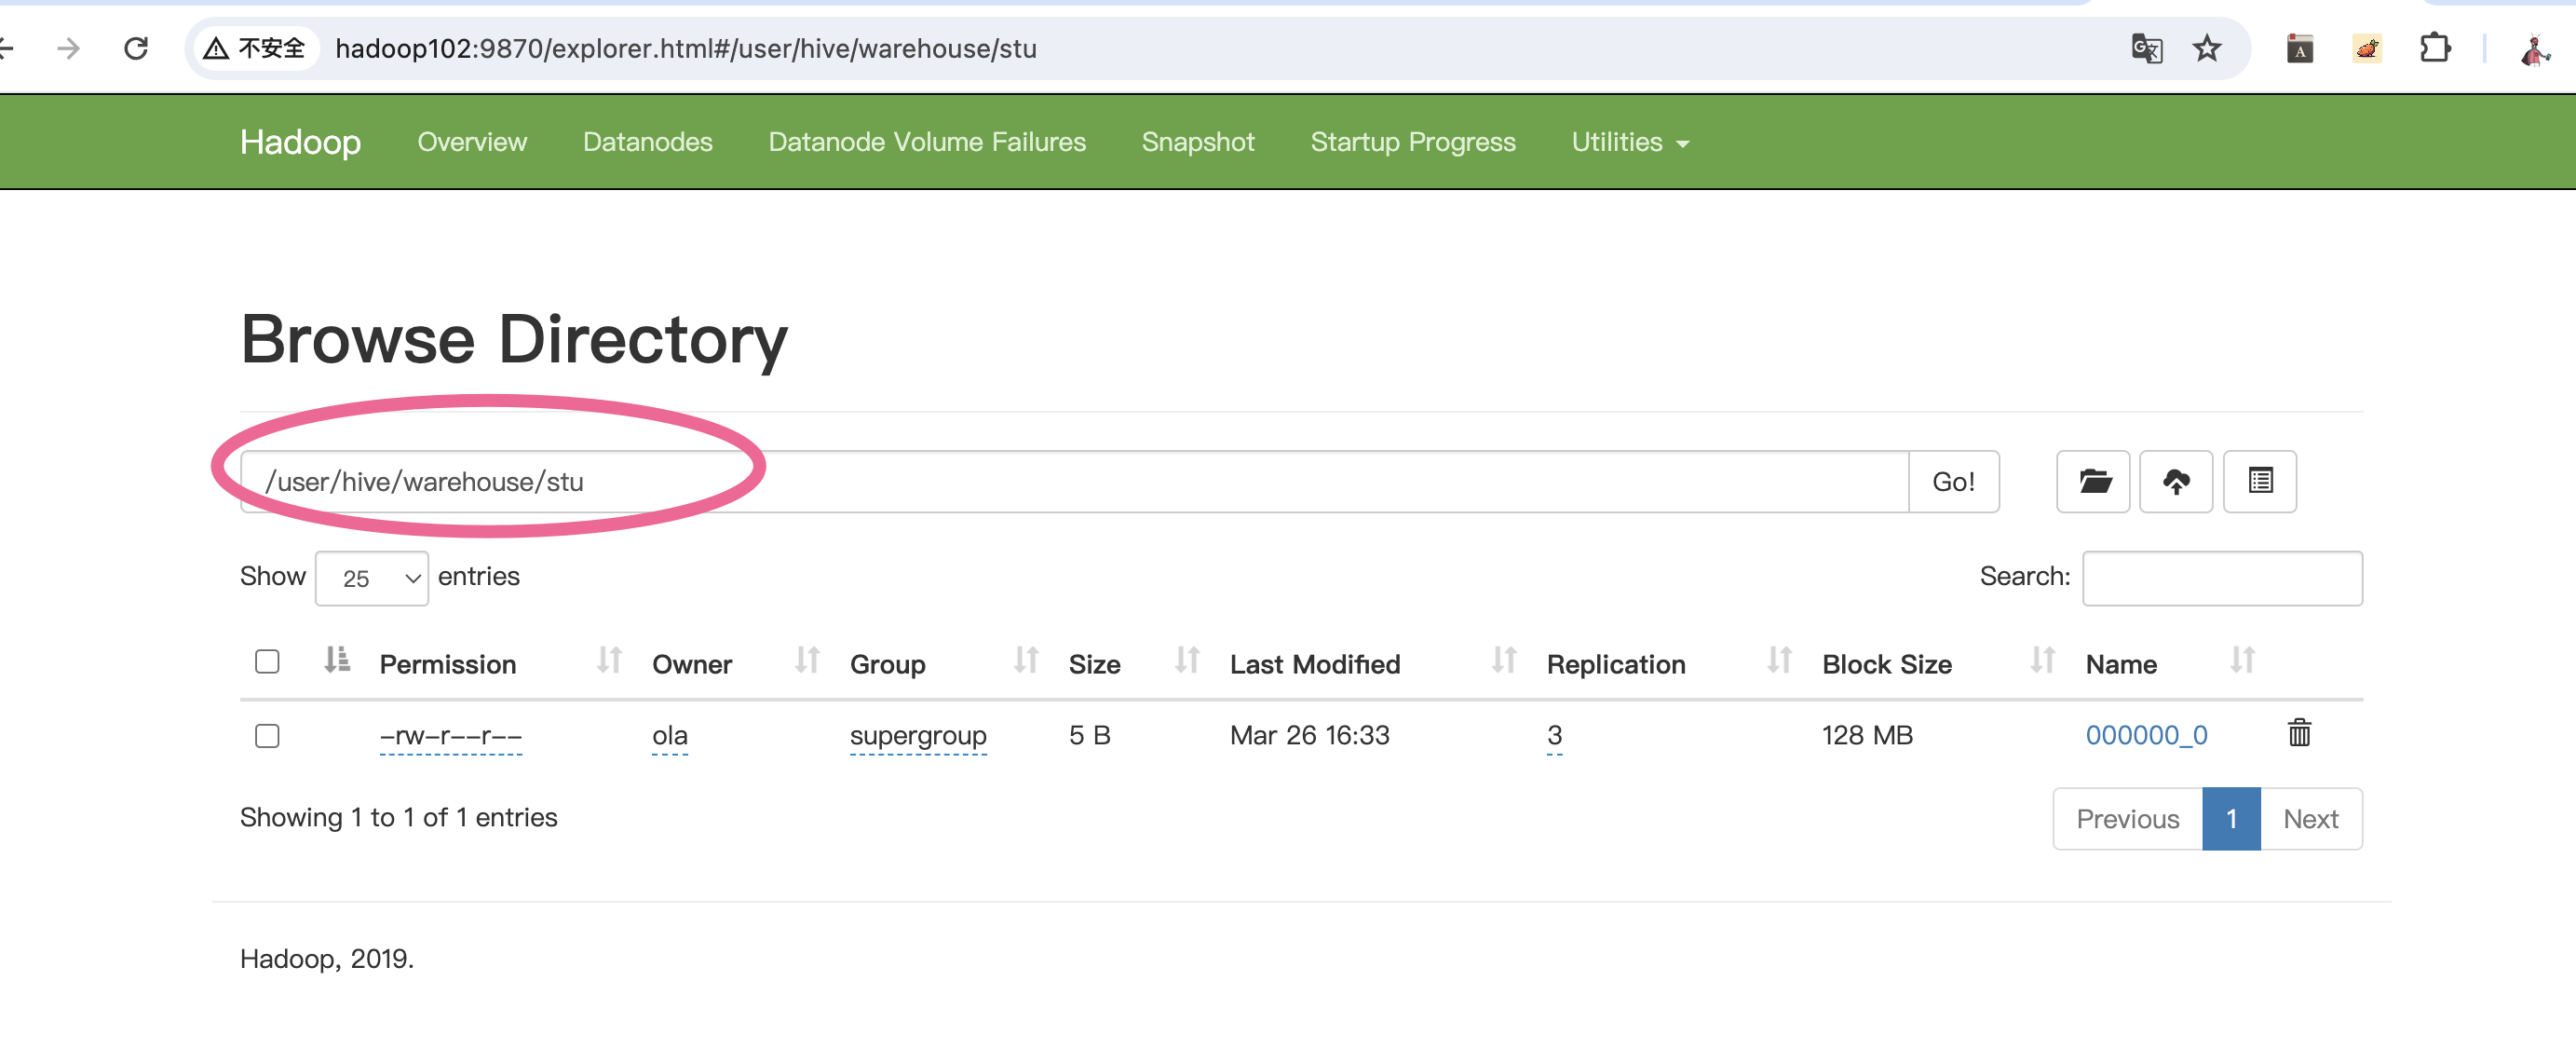 不安全 hadoop102:9870/explorer.html#/user/hive/warehouse/stu
Hadoop Overview Datanodes Datanode Volume Failures Snapshot Startup Progress Utilities
Browse Directory
/user/hive/warehouse/stu Go!
Show 25 entries Search:
Permission Owner Group Size Last Modified Replication Block Size Name
-rw-r--r-- ola supergroup 5 B Mar 26 16:33 3 128 MB 000000_0
Showing 1 to 1 of 1 entries Previous 1 Next
Hadoop, 2019.